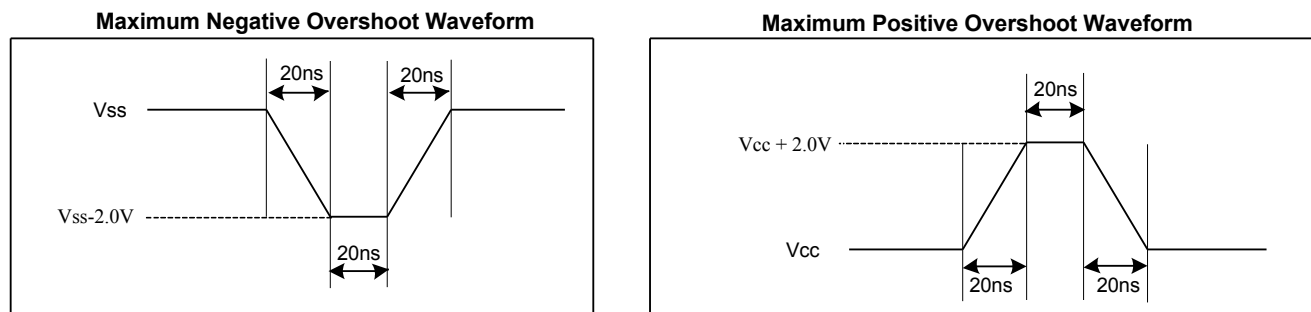 Maximum Negative Overshoot Waveform
20ns
20ns
Vss
Vss-2.0V
20ns
Maximum Positive Overshoot Waveform
20ns
Vcc + 2.0V
Vcc
20ns
20ns